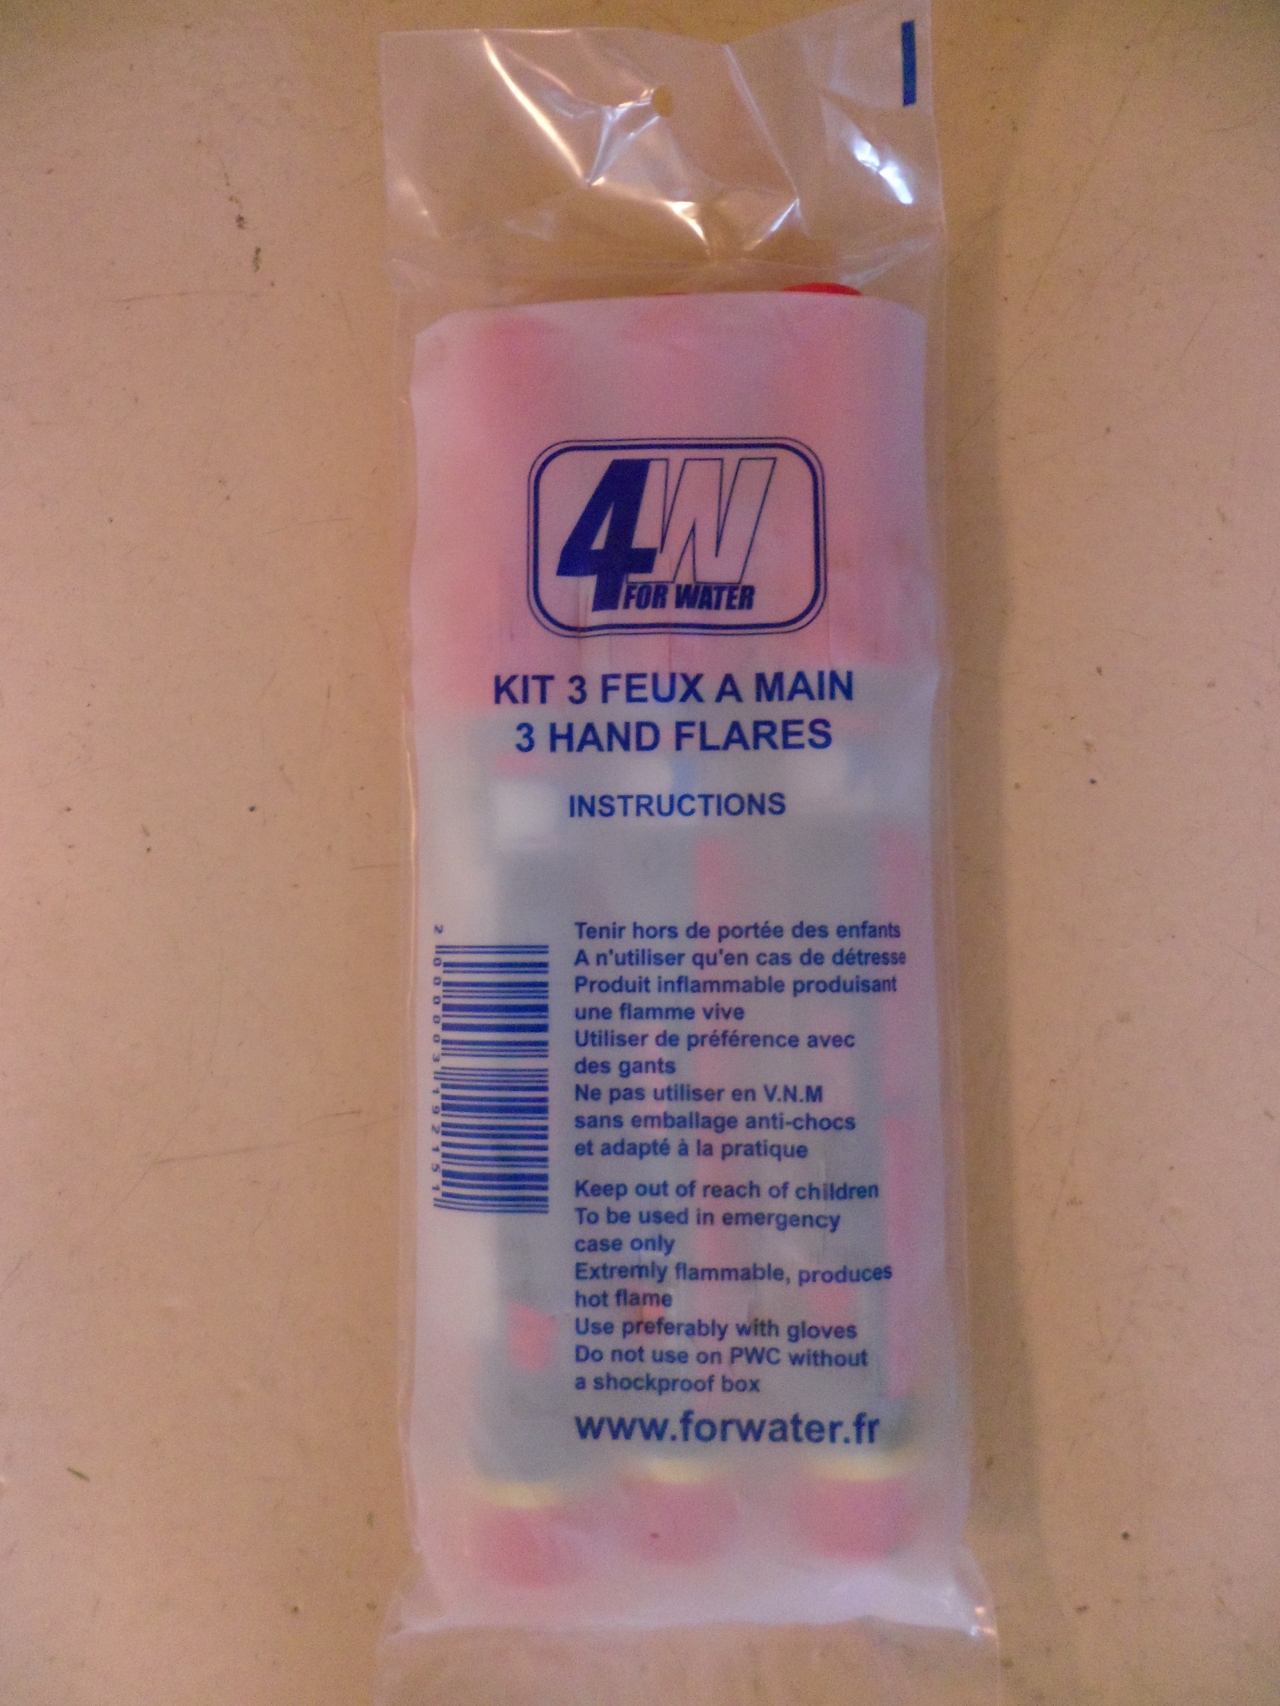 4W
FOR WATER
KIT 3 FEUX A MAIN
3 HAND FLARES
INSTRUCTIONS
Tenir hors de portée des enfants
A n'utiliser qu'en cas de détresse
Produit inflammable produisant
une flamme vive
Utiliser de préférence avec
des gants
Ne pas utiliser en V.N.M
sans emballage anti-chocs
et adapté à la pratique
Keep out of reach of children
To be used in emergency
case only
Extremly flammable, produces
hot flame
Use preferably with gloves
Do not use on PWC without
a shockproof box
www.forwater.fr
2 000003 192151